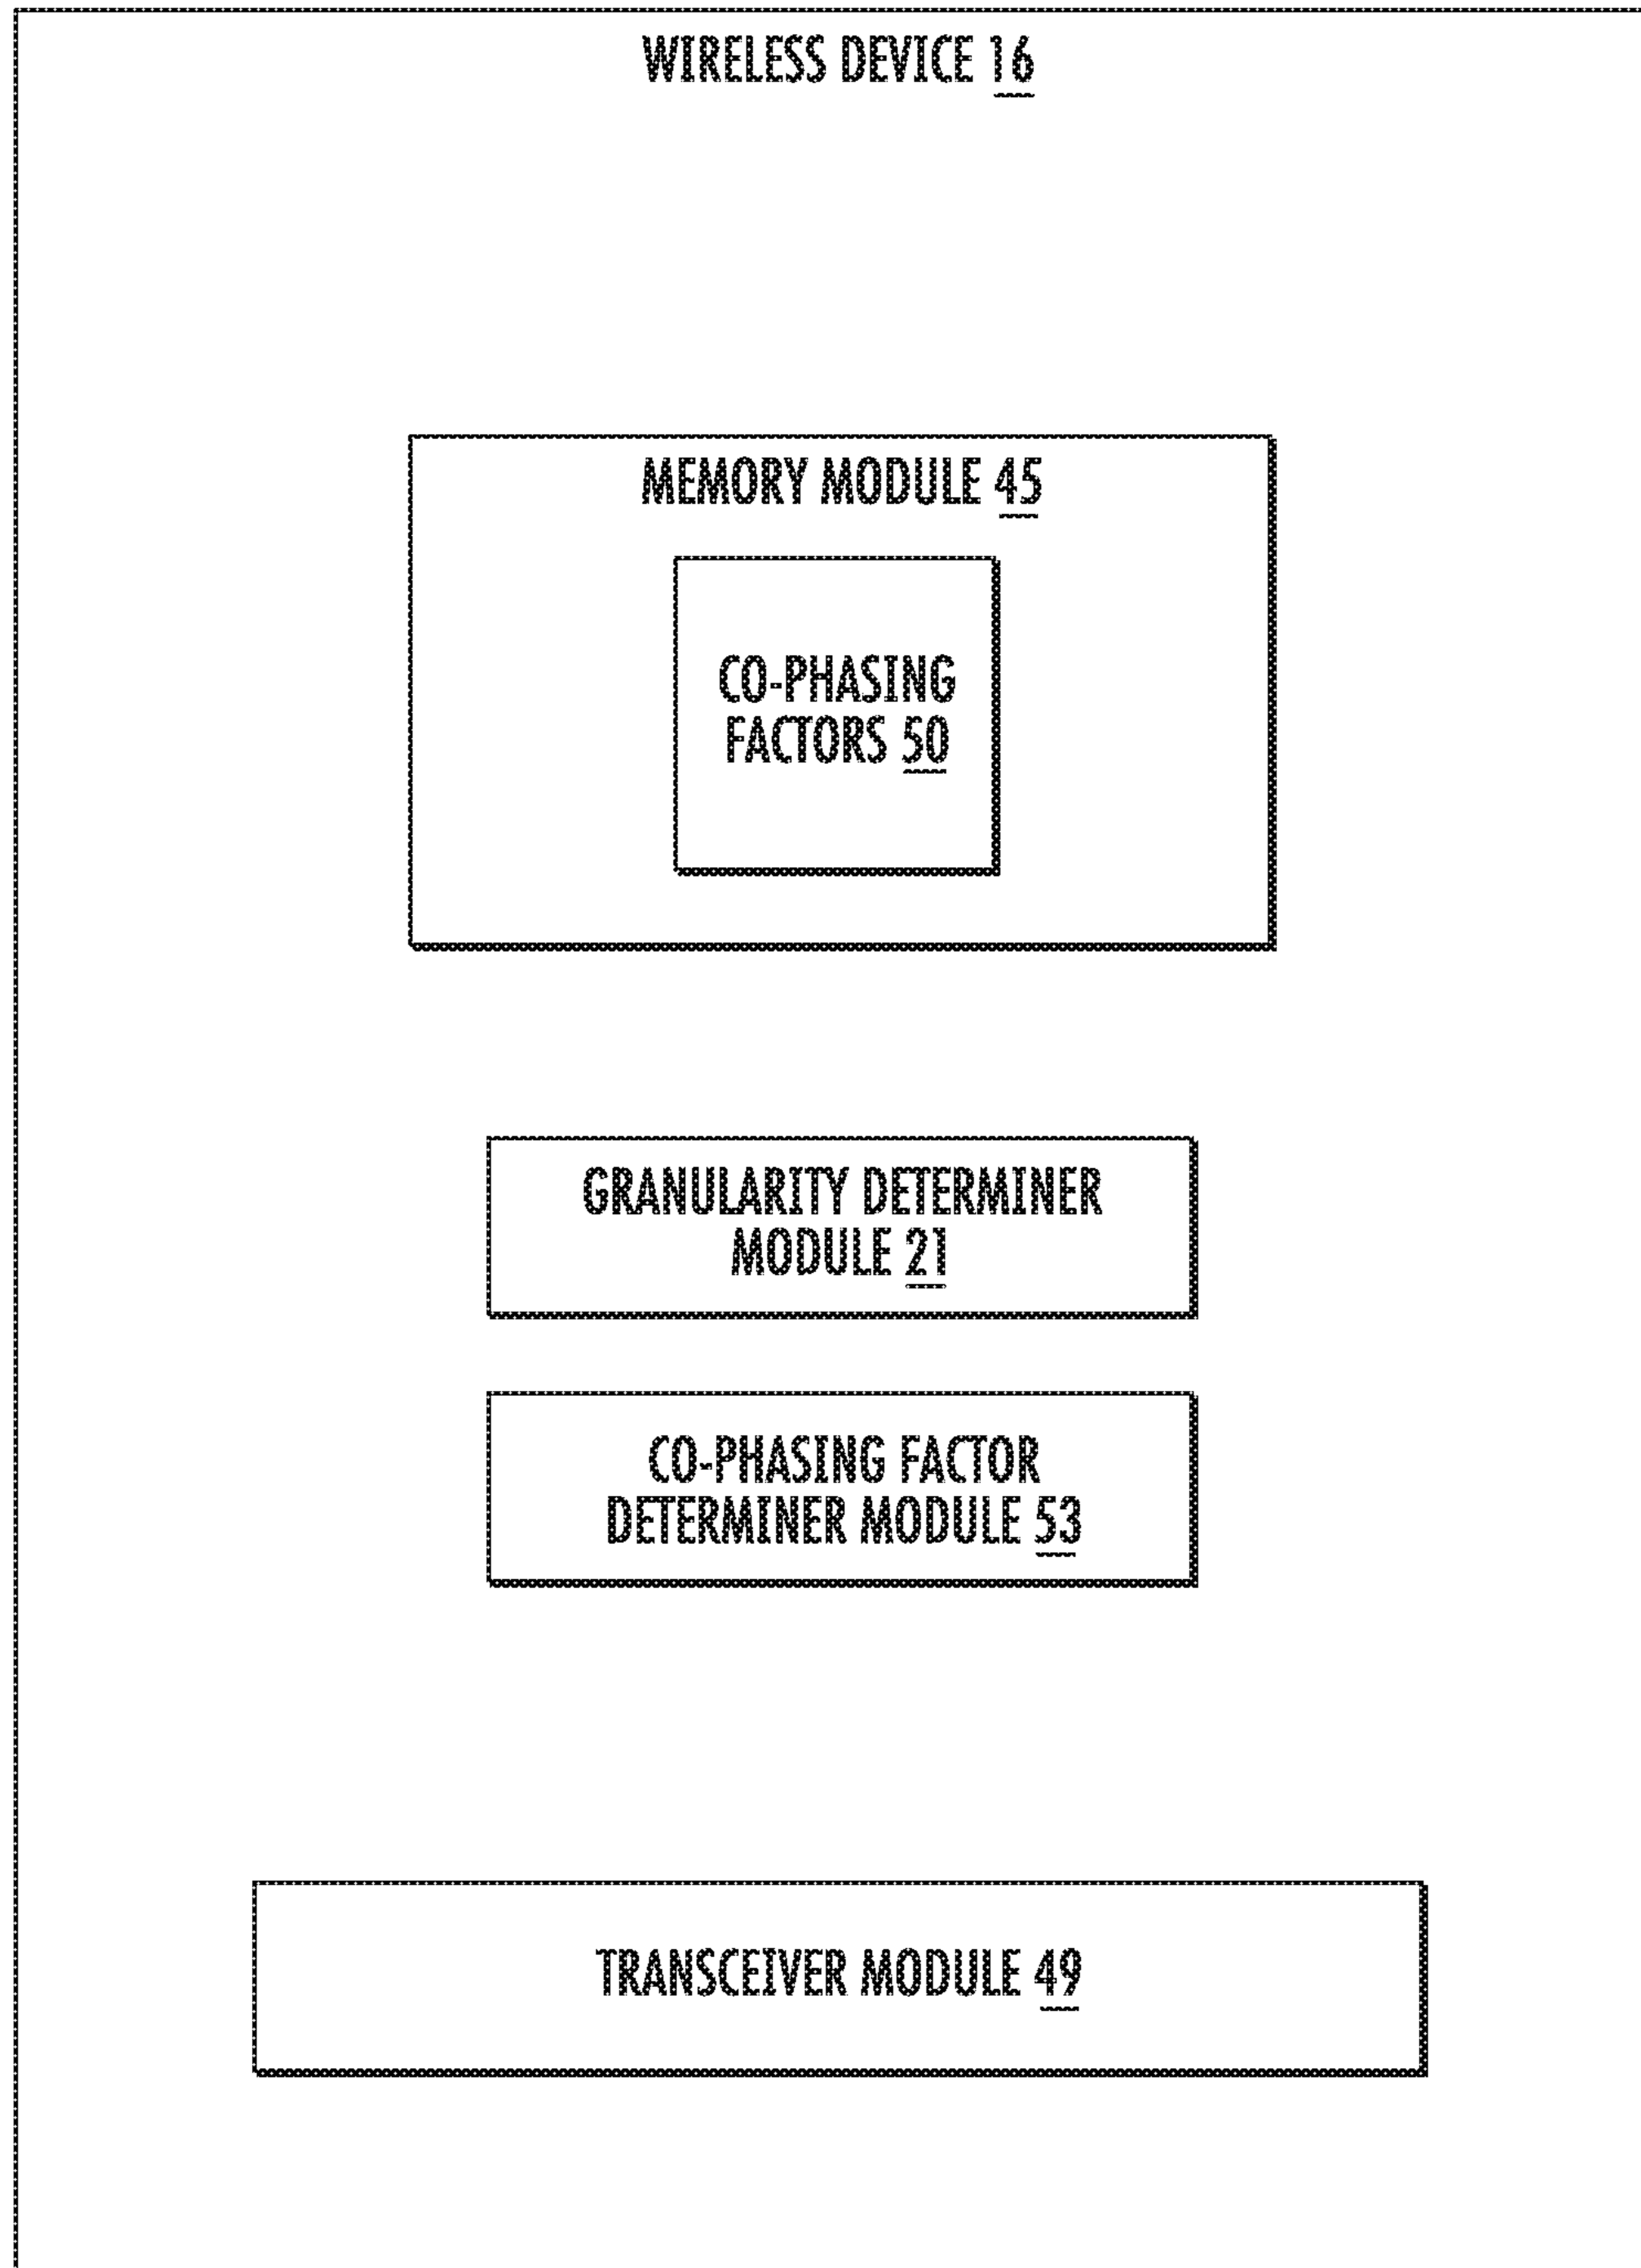 WIRELESS DEVICE 16
MEMORY MODULE 45
CO-PHASING
FACTORS 50
GRANULARITY DETERMINER
MODULE 21
CO-PHASING FACTOR
DETERMINER MODULE 53
TRANSCEIVER MODULE 49